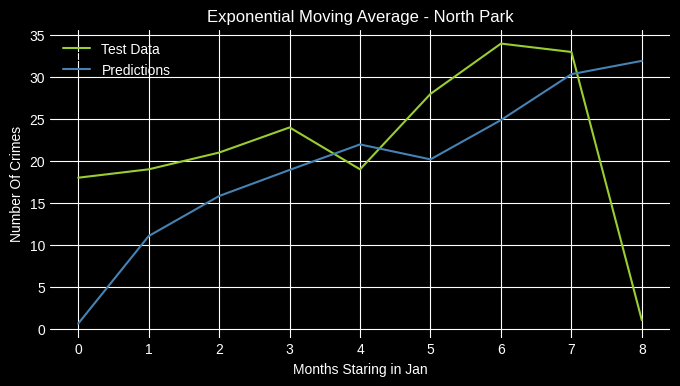 Exponential Moving Average - North Park
Test Data
Predictions
Number Of Crimes
35
30
25
20
15
10
5
0
0 1 2 3 4 5 6 7 8
Months Staring in Jan